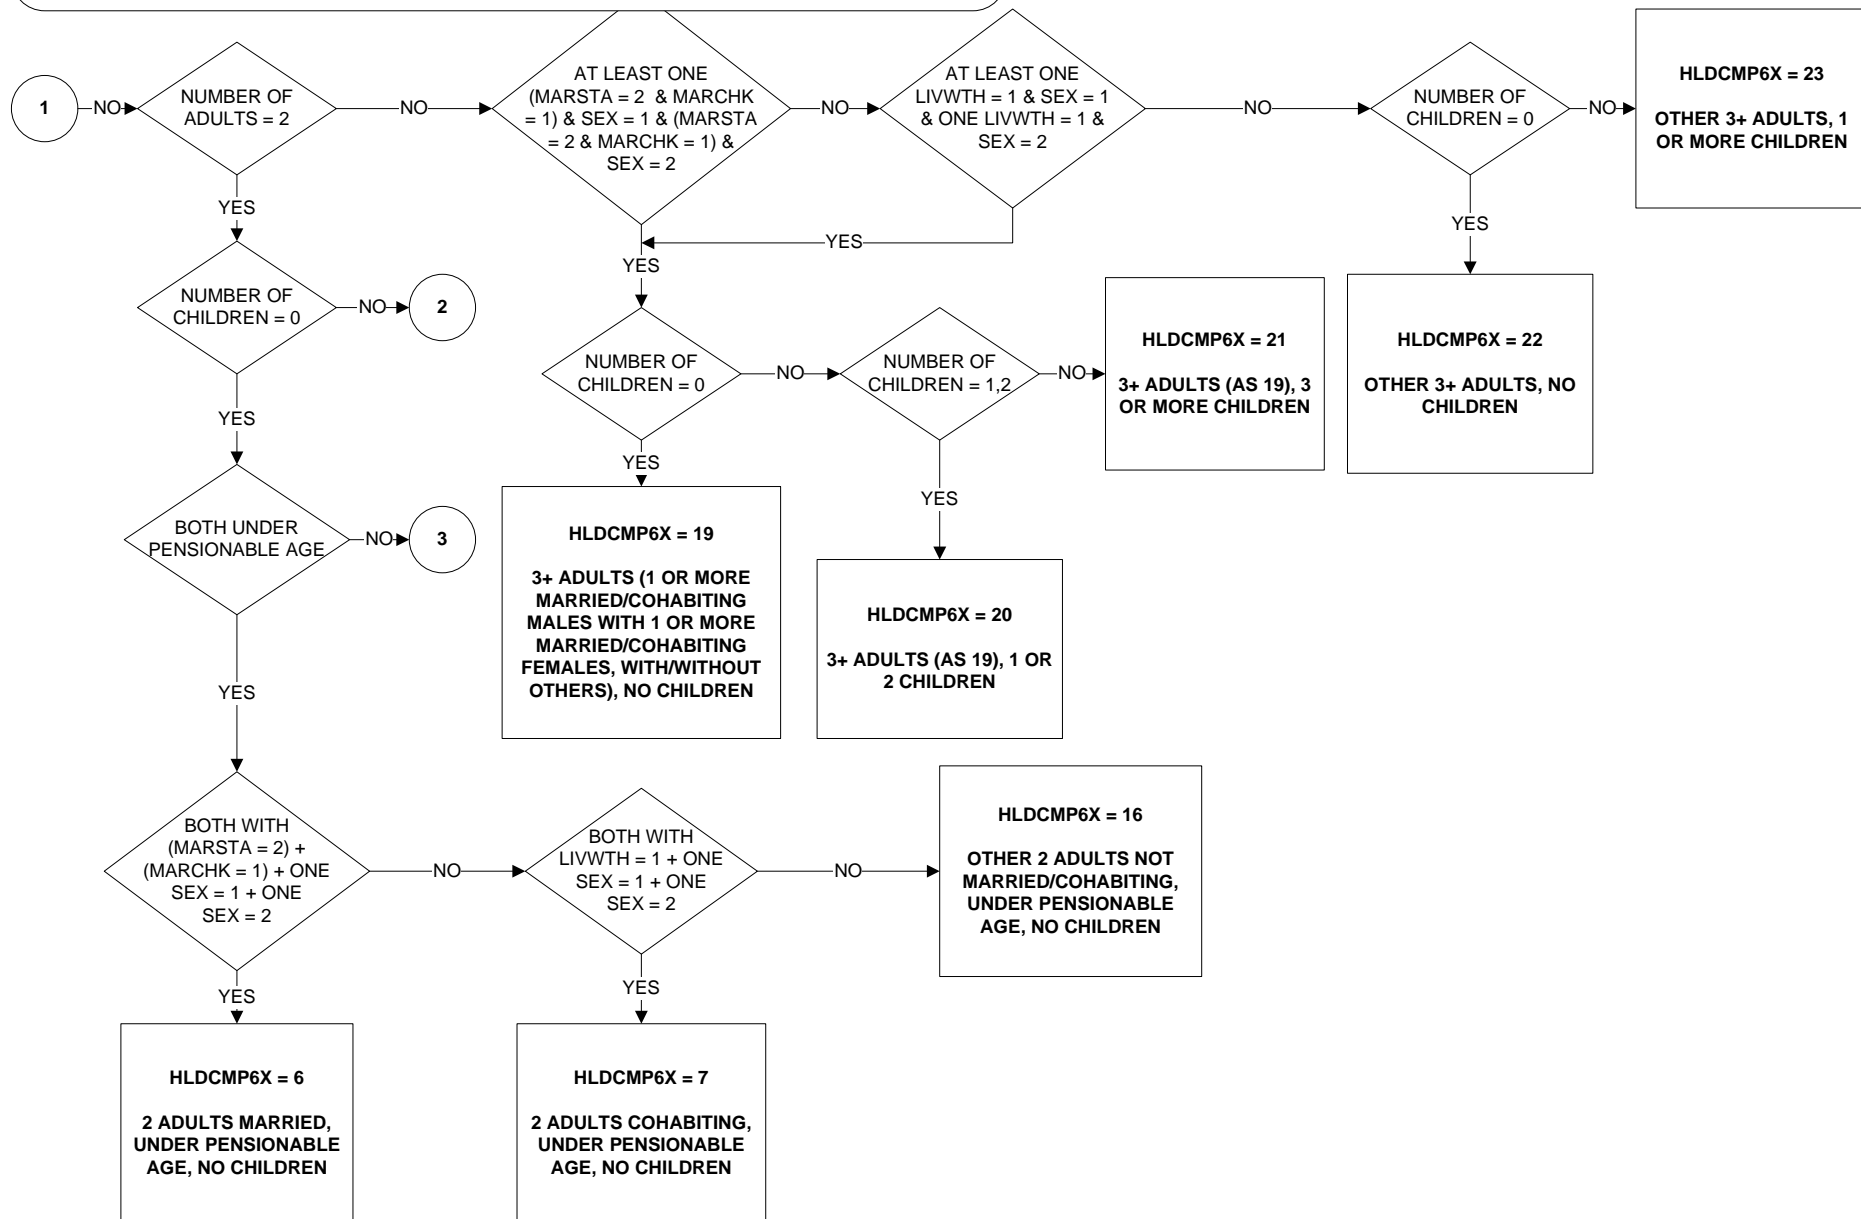 1
NO
NUMBER OF
ADULTS = 2
NO
AT LEAST ONE
(MARSTA = 2 & MARCHK
= 1) & SEX = 1 & (MARSTA
= 2 & MARCHK = 1) &
SEX = 2
NO
AT LEAST ONE
LIVWTH = 1 & SEX = 1
& ONE LIVWTH = 1 &
SEX = 2
NO
NUMBER OF
CHILDREN = 0
NO
HLDCMP6X = 23
OTHER 3+ ADULTS, 1
OR MORE CHILDREN
YES
YES
YES
YES
NUMBER OF
CHILDREN = 0
NO
2
NUMBER OF
CHILDREN = 0
NO
NUMBER OF
CHILDREN = 1,2
NO
HLDCMP6X = 21
3+ ADULTS (AS 19), 3
OR MORE CHILDREN
HLDCMP6X = 22
OTHER 3+ ADULTS, NO
CHILDREN
YES
YES
YES
BOTH UNDER
PENSIONABLE AGE
NO
3
HLDCMP6X = 19
3+ ADULTS (1 OR MORE
MARRIED/COHABITING
MALES WITH 1 OR MORE
MARRIED/COHABITING
FEMALES, WITH/WITHOUT
OTHERS), NO CHILDREN
HLDCMP6X = 20
3+ ADULTS (AS 19), 1 OR
2 CHILDREN
YES
BOTH WITH
(MARSTA = 2) +
(MARCHK = 1) + ONE
SEX = 1 + ONE
SEX = 2
NO
BOTH WITH
LIVWTH = 1 + ONE
SEX = 1 + ONE
SEX = 2
NO
HLDCMP6X = 16
OTHER 2 ADULTS NOT
MARRIED/COHABITING,
UNDER PENSIONABLE
AGE, NO CHILDREN
YES
YES
HLDCMP6X = 6
2 ADULTS MARRIED,
UNDER PENSIONABLE
AGE, NO CHILDREN
HLDCMP6X = 7
2 ADULTS COHABITING,
UNDER PENSIONABLE
AGE, NO CHILDREN